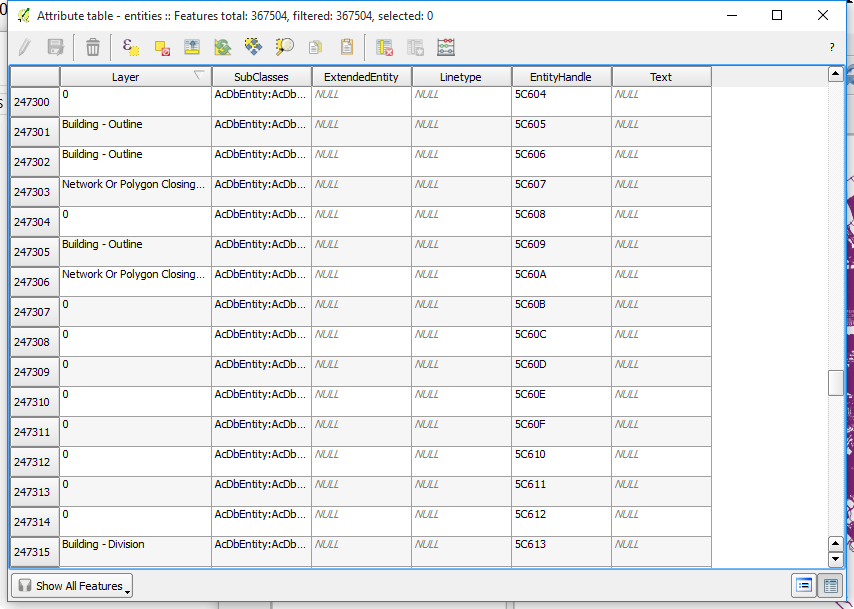 Attribute table - entities :: Features total: 367504, filtered: 367504, selected: 0
?
Layer SubClasses ExtendedEntity Linetype EntityHandle Text
247300 0 AcDbEntity:AcDb... NULL NULL 5C604 NULL
247301 Building - Outline AcDbEntity:AcDb... NULL NULL 5C605 NULL
247302 Building - Outline AcDbEntity:AcDb... NULL NULL 5C606 NULL
247303 Network Or Polygon Closing... AcDbEntity:AcDb... NULL NULL 5C607 NULL
247304 0 AcDbEntity:AcDb... NULL NULL 5C608 NULL
247305 Building - Outline AcDbEntity:AcDb... NULL NULL 5C609 NULL
247306 Network Or Polygon Closing... AcDbEntity:AcDb... NULL NULL 5C60A NULL
247307 0 AcDbEntity:AcDb... NULL NULL 5C60B NULL
247308 0 AcDbEntity:AcDb... NULL NULL 5C60C NULL
247309 0 AcDbEntity:AcDb... NULL NULL 5C60D NULL
247310 0 AcDbEntity:AcDb... NULL NULL 5C60E NULL
247311 0 AcDbEntity:AcDb... NULL NULL 5C60F NULL
247312 0 AcDbEntity:AcDb... NULL NULL 5C610 NULL
247313 0 AcDbEntity:AcDb... NULL NULL 5C611 NULL
247314 0 AcDbEntity:AcDb... NULL NULL 5C612 NULL
247315 Building - Division AcDbEntity:AcDb... NULL NULL 5C613 NULL
Show All Features